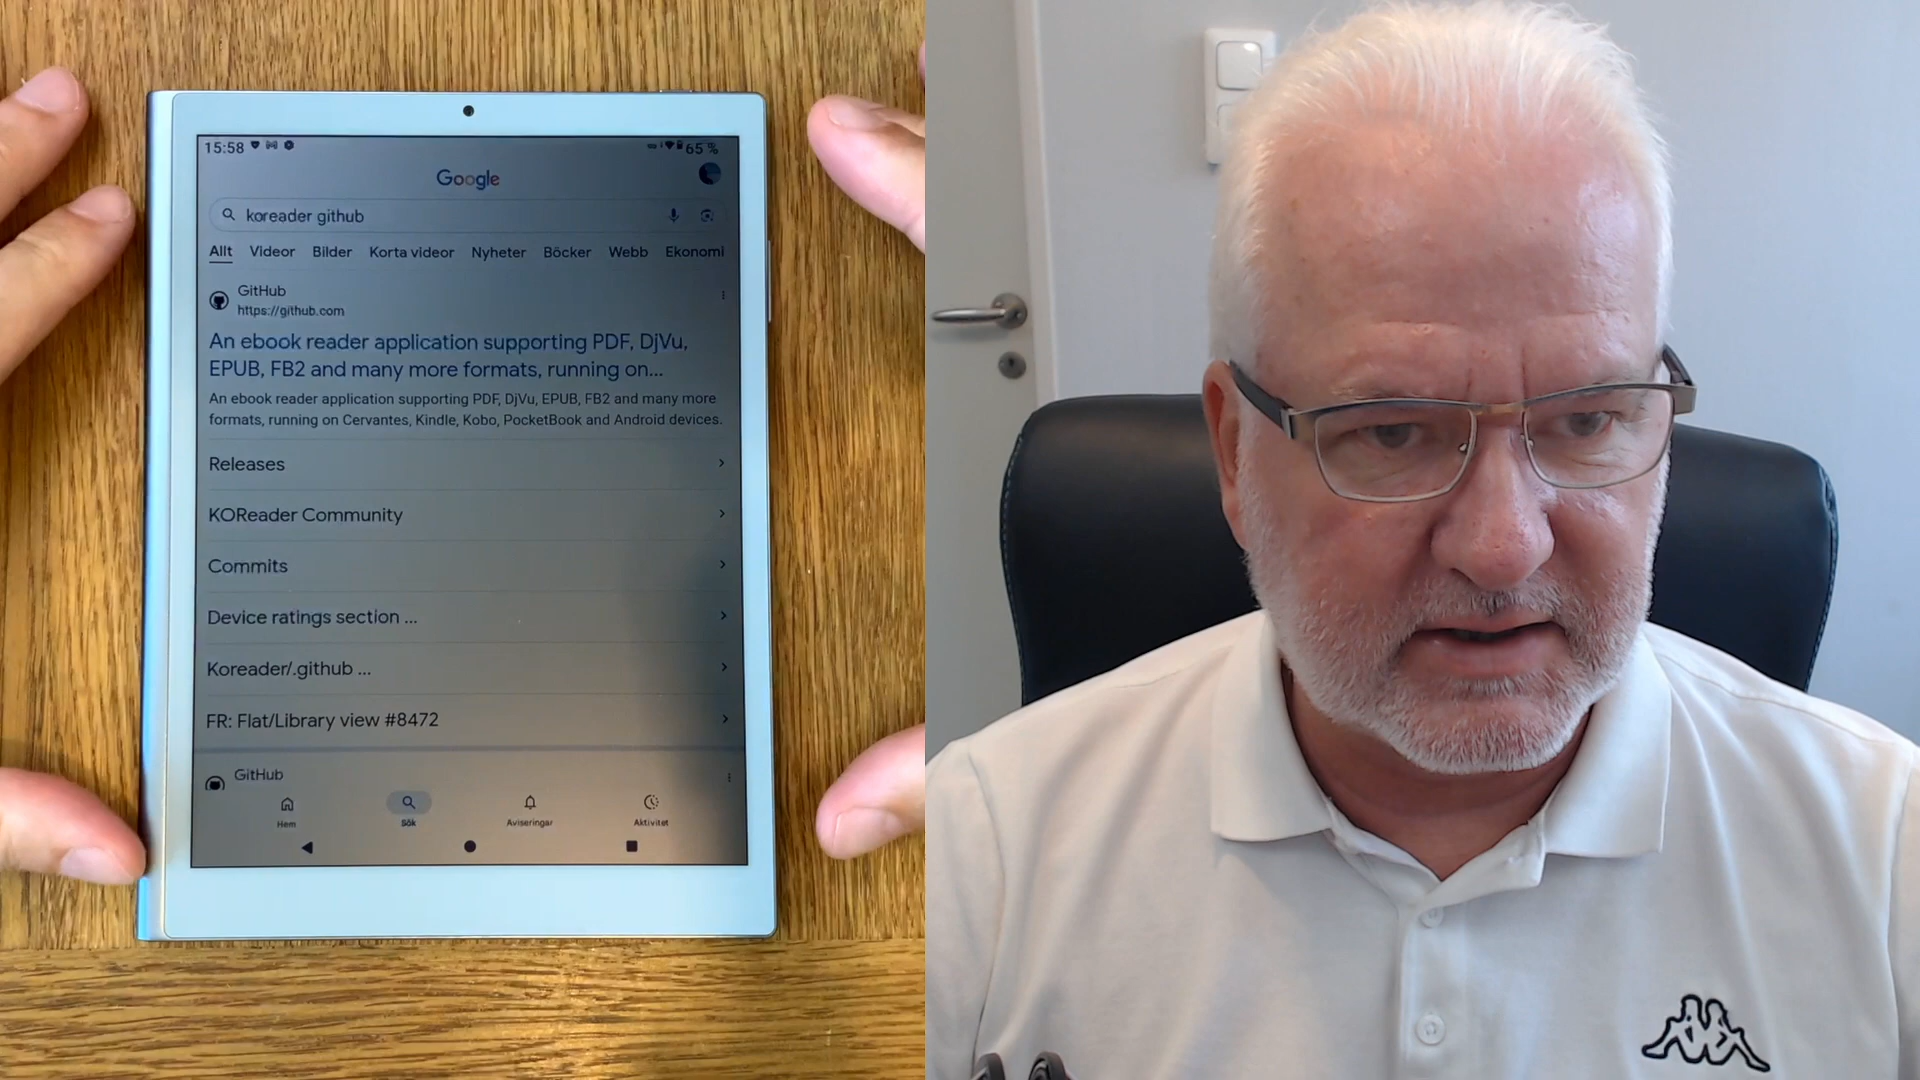 15:58
65 %
Google
koreader github
Allt Videor Bilder Korta videor Nyheter Böcker Webb Ekonomi
GitHub
https://github.com
An ebook reader application supporting PDF, DjVu,
EPUB, FB2 and many more formats, running on...
An ebook reader application supporting PDF, DjVu, EPUB, FB2 and many more
formats, running on Cervantes, Kindle, Kobo, PocketBook and Android devices.
Releases
KOReader Community
Commits
Device ratings section ...
Koreader/.github ...
FR: Flat/Library view #8472
GitHub
Hem Sök Aviseringar Aktivitet